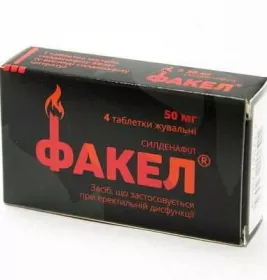 50 мг
4 таблетки жувальні
СИЛДЕНАФІЛ
ФАКЕЛ®
Засіб, що застосовується
при еректильній дисфункції